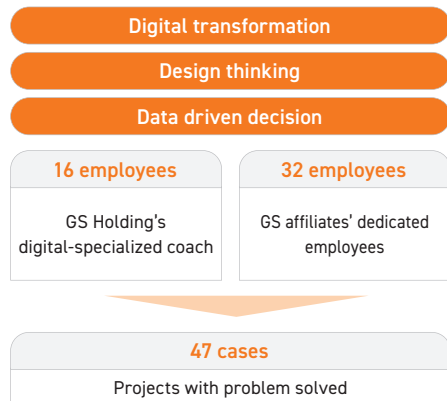 Digital transformation
Design thinking
Data driven decision
16 employees
GS Holding's
digital-specialized coach
32 employees
GS affiliates' dedicated
employees
47 cases
Projects with problem solved